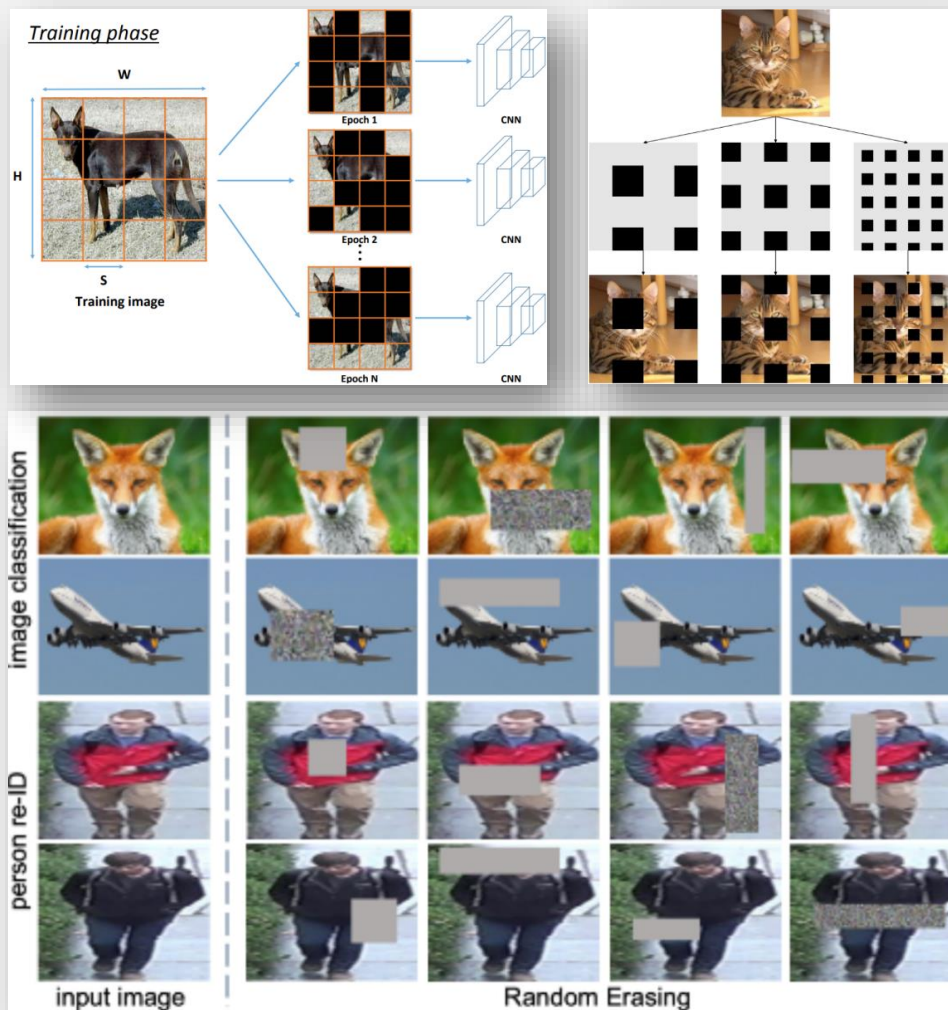 Training phase
W
H
S
Training image
Epoch 1
CNN
Epoch 2
CNN
Epoch N
CNN
image classification
person re-ID
input image
Random Erasing